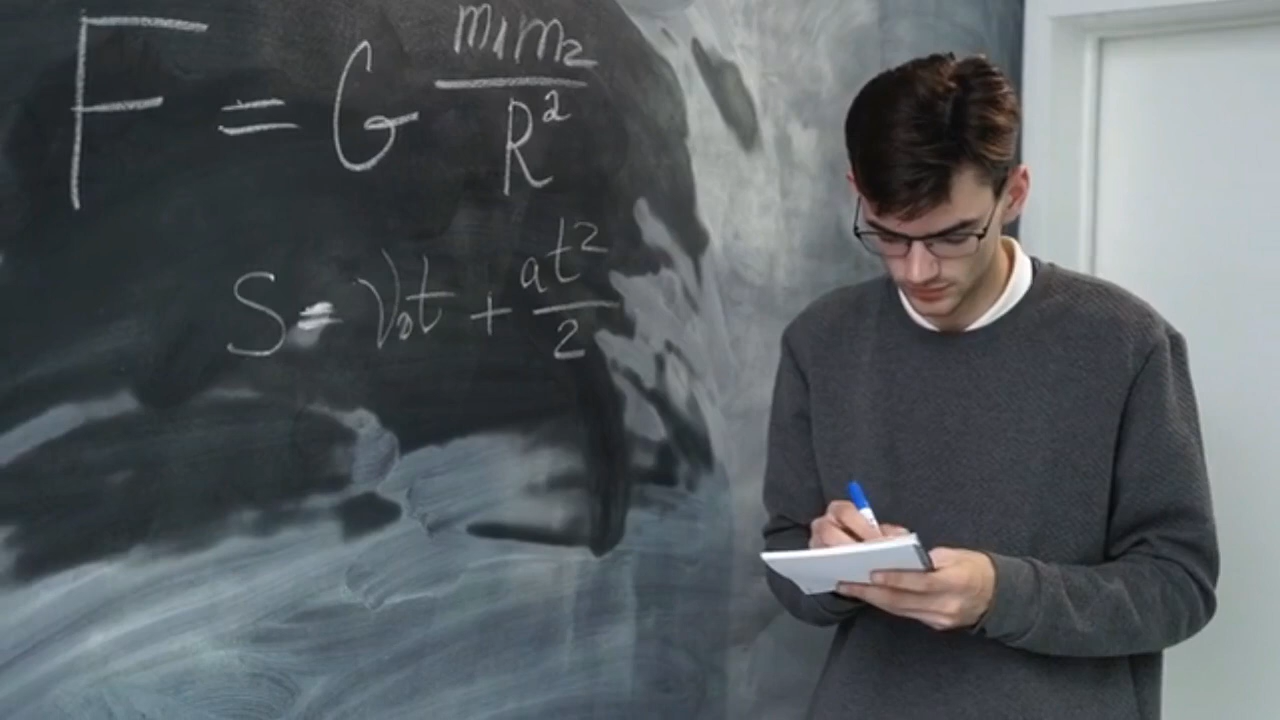 F = G m₁m₂/R²
S = V₀t + at²/2